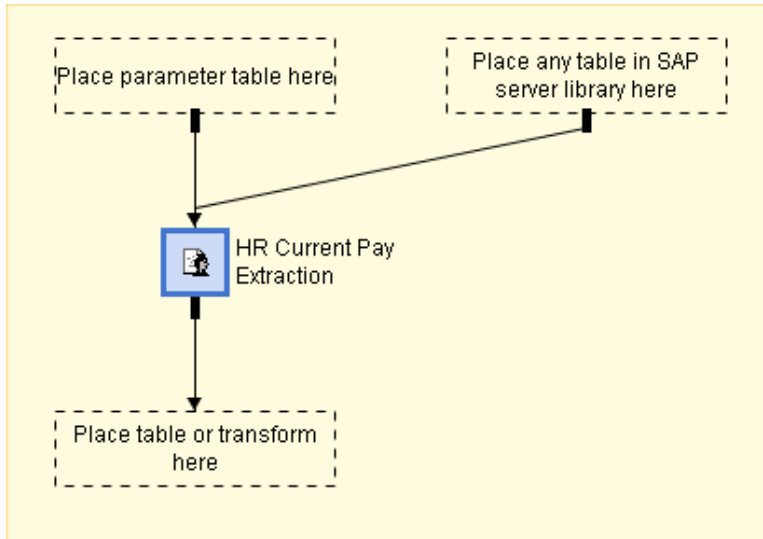 Place parameter table here
Place any table in SAP
server library here
HR Current Pay
Extraction
Place table or transform
here